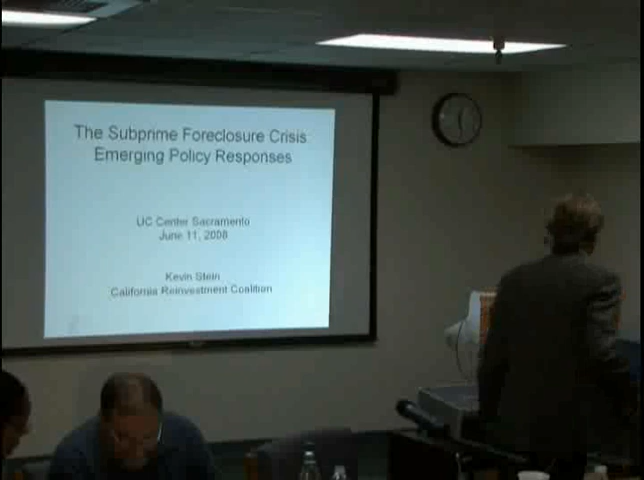 The Subprime Foreclosure Crisis
Emerging Policy Responses
UC Center Sacramento
June 11, 2008
Kevin Stein
California Reinvestment Coalition